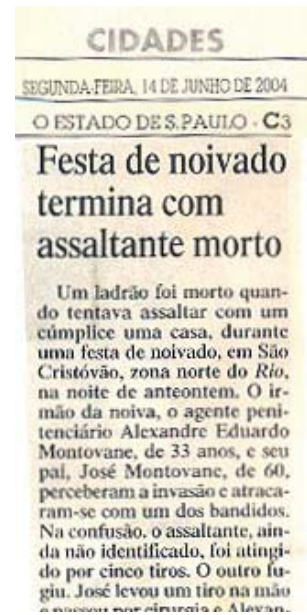 CIDADES
SEGUNDA-FEIRA, 14 DE JUNHO DE 2004
O ESTADO DE S. PAULO - C3
Festa de noivado
termina com
assaltante morto
Um ladrão foi morto quan-
do tentava assaltar com um
cúmplice uma casa, durante
uma festa de noivado, em São
Cristóvão, zona norte do Rio,
na noite de anteontem. O ir-
mão da noiva, o agente peni-
tenciário Alexandre Eduardo
Montovane, de 33 anos, e seu
pai, José Montovane, de 60,
perceberam a invasão e atraca-
ram-se com um dos bandidos.
Na confusão, o assaltante, ain-
da não identificado, foi atingi-
do por cinco tiros. O outro fu-
giu. José levou um tiro na mão
e passou por cirurgia e Alexan-